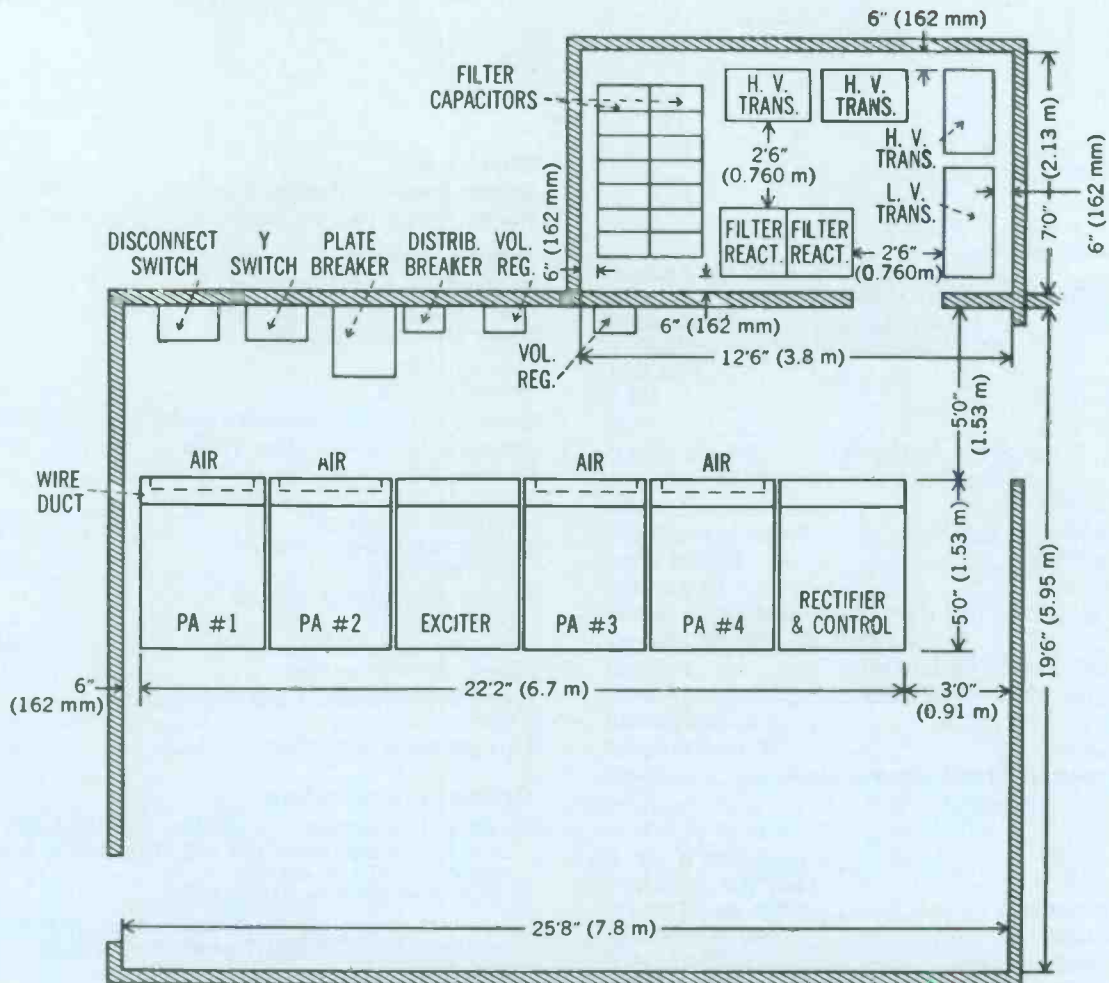 6" (162 mm)
FILTER
CAPACITORS
H. V.
TRANS.
H. V.
TRANS.
H. V.
TRANS.
L. V.
TRANS.
2'6"
(0.760 m)
7'0" (2.13 m)
6" (162 mm)
6" (162 mm)
FILTER
REACT.
FILTER
REACT.
2'6"
(0.760m)
DISCONNECT
SWITCH
Y
SWITCH
PLATE
BREAKER
DISTRIB.
BREAKER
VOL.
REG.
6" (162 mm)
VOL.
REG.
12'6" (3.8 m)
5'0"
(1.53 m)
WIRE
DUCT
AIR
AIR
AIR
AIR
PA #1
PA #2
EXCITER
PA #3
PA #4
RECTIFIER
& CONTROL
5'0" (1.53 m)
19'6" (5.95 m)
6"
(162 mm)
22'2" (6.7 m)
3'0"
(0.91 m)
25'8" (7.8 m)